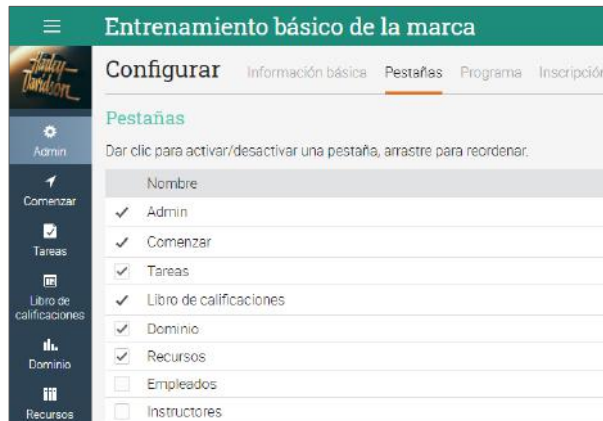 Entrenamiento básico de la marca
Harley-
Davidson
Configurar Información básica Pestañas Programa Inscripción
Admin
Comenzar
Tareas
Libro de
calificaciones
Dominio
Recursos
Pestañas
Dar clic para activar/desactivar una pestaña, arrastre para reordenar.
Nombre
Admin
Comenzar
Tareas
Libro de calificaciones
Dominio
Recursos
Empleados
Instructores